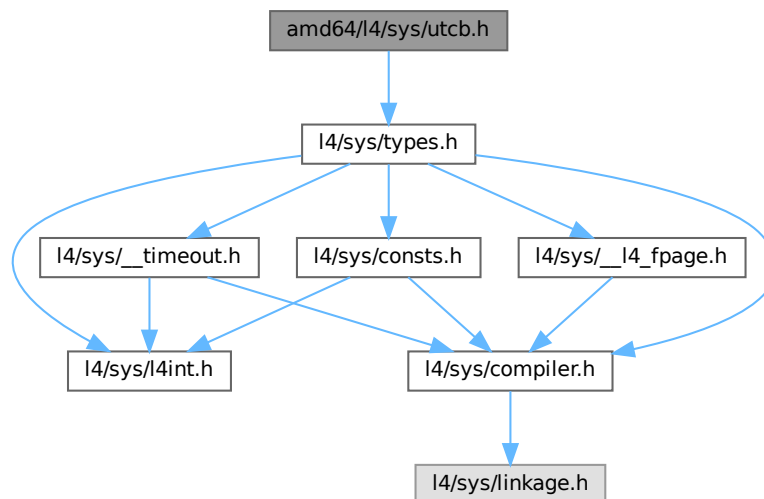 amd64/l4/sys/utcb.h
l4/sys/types.h
l4/sys/__timeout.h
l4/sys/consts.h
l4/sys/__l4_fpage.h
l4/sys/l4int.h
l4/sys/compiler.h
l4/sys/linkage.h